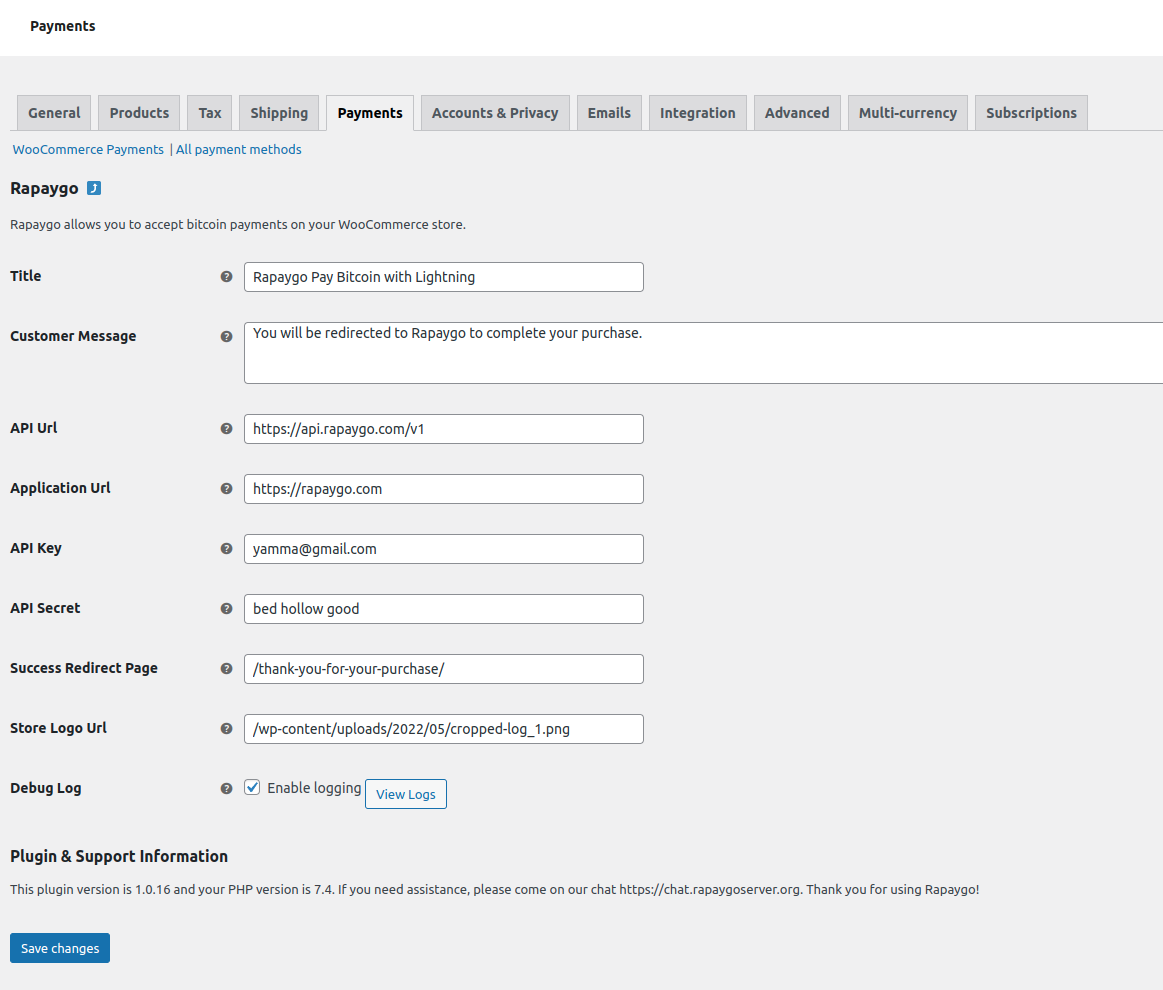 Payments
General Products Tax Shipping Payments Accounts & Privacy Emails Integration Advanced Multi-currency Subscriptions
WooCommerce Payments | All payment methods
Rapaygo
Rapaygo allows you to accept bitcoin payments on your WooCommerce store.
Title Rapaygo Pay Bitcoin with Lightning
Customer Message You will be redirected to Rapaygo to complete your purchase.
API Url https://api.rapaygo.com/v1
Application Url https://rapaygo.com
API Key yamma@gmail.com
API Secret bed hollow good
Success Redirect Page /thank-you-for-your-purchase/
Store Logo Url /wp-content/uploads/2022/05/cropped-log_1.png
Debug Log Enable logging View Logs
Plugin & Support Information
This plugin version is 1.0.16 and your PHP version is 7.4. If you need assistance, please come on our chat https://chat.rapaygoserver.org. Thank you for using Rapaygo!
Save changes